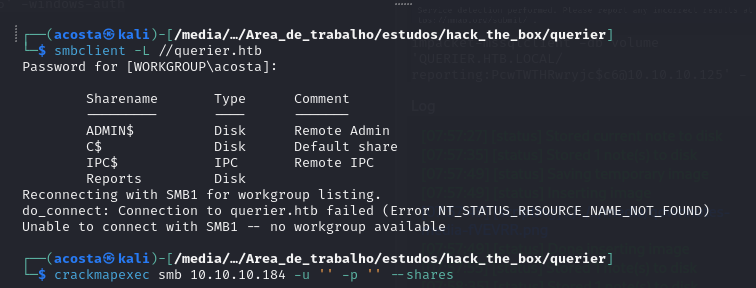 -windows-auth
┌──(acosta㉿kali)-[/media/…/Area_de_trabalho/estudos/hack_the_box/querier]
└─$ smbclient -L //querier.htb
Password for [WORKGROUP\acosta]:
Sharename Type Comment
--------- ---- -------
ADMIN$ Disk Remote Admin
C$ Disk Default share
IPC$ IPC Remote IPC
Reports Disk
Reconnecting with SMB1 for workgroup listing.
do_connect: Connection to querier.htb failed (Error NT_STATUS_RESOURCE_NAME_NOT_FOUND)
Unable to connect with SMB1 -- no workgroup available
┌──(acosta㉿kali)-[/media/…/Area_de_trabalho/estudos/hack_the_box/querier]
└─$ crackmapexec smb 10.10.10.184 -u '' -p '' --shares